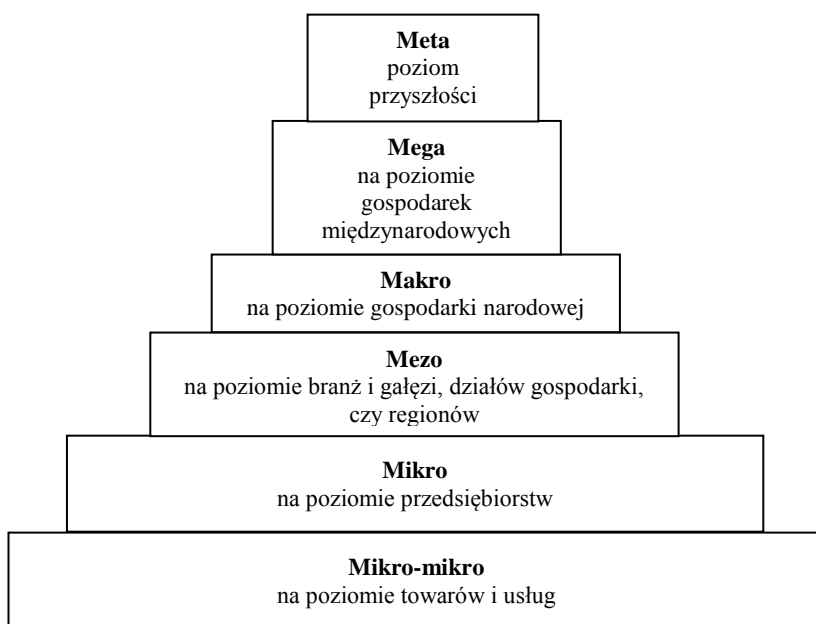 Meta
poziom
przyszłości
Mega
na poziomie
gospodarek
międzynarodowych
Makro
na poziomie gospodarki narodowej
Mezo
na poziomie branż i gałęzi, działów gospodarki,
czy regionów
Mikro
na poziomie przedsiębiorstw
Mikro-mikro
na poziomie towarów i usług